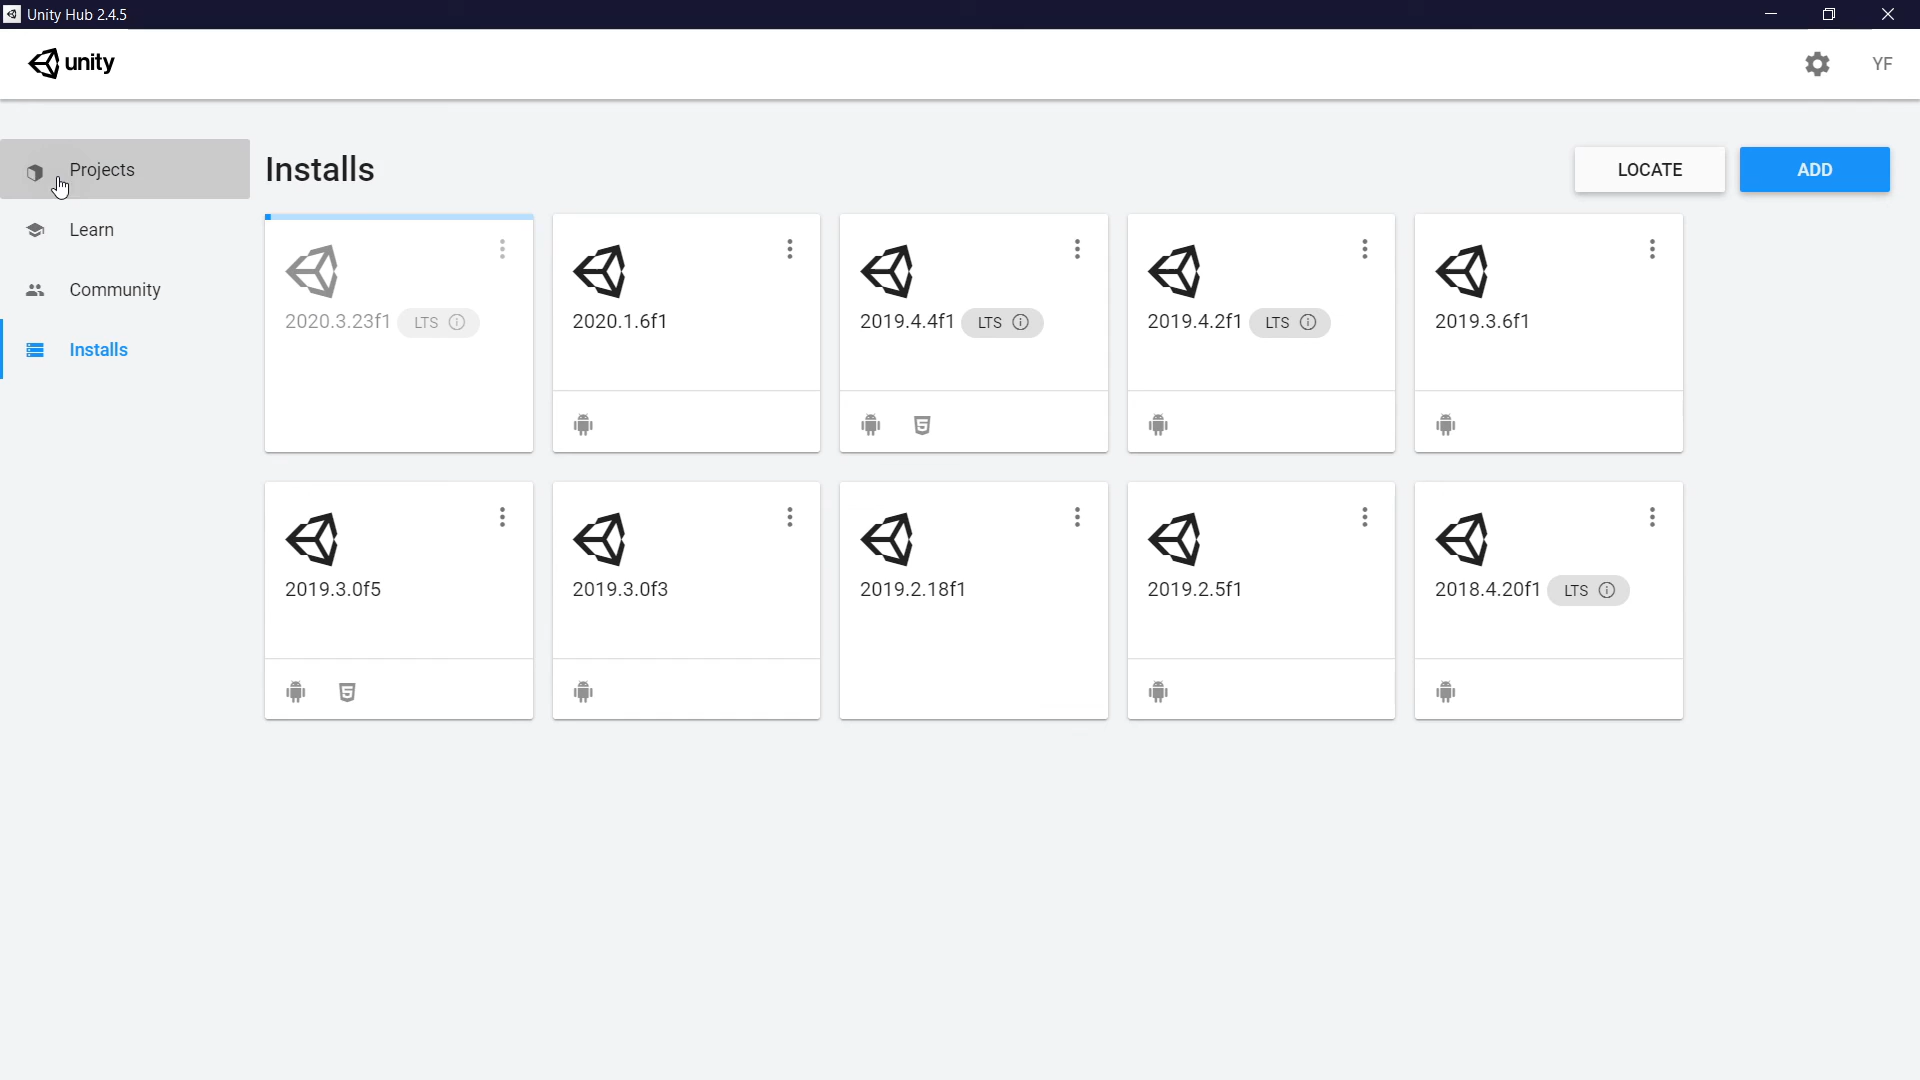 Unity Hub 2.4.5
unity
YF
Projects
Learn
Community
Installs
Installs
LOCATE
ADD
2020.3.23f1 LTS
2020.1.6f1
2019.4.4f1 LTS
2019.4.2f1 LTS
2019.3.6f1
2019.3.0f5
2019.3.0f3
2019.2.18f1
2019.2.5f1
2018.4.20f1 LTS